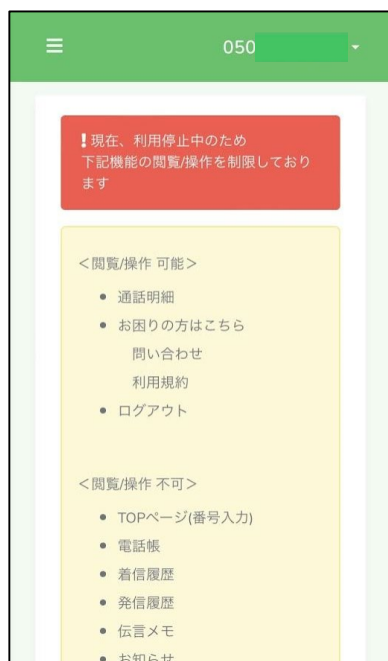 050
!現在、利用停止中のため
下記機能の閲覧/操作を制限しており
ます
＜閲覧/操作 可能＞
通話明細
お困りの方はこちら
問い合わせ
利用規約
ログアウト
＜閲覧/操作 不可＞
TOPページ(番号入力)
電話帳
着信履歴
発信履歴
伝言メモ
お知らせ